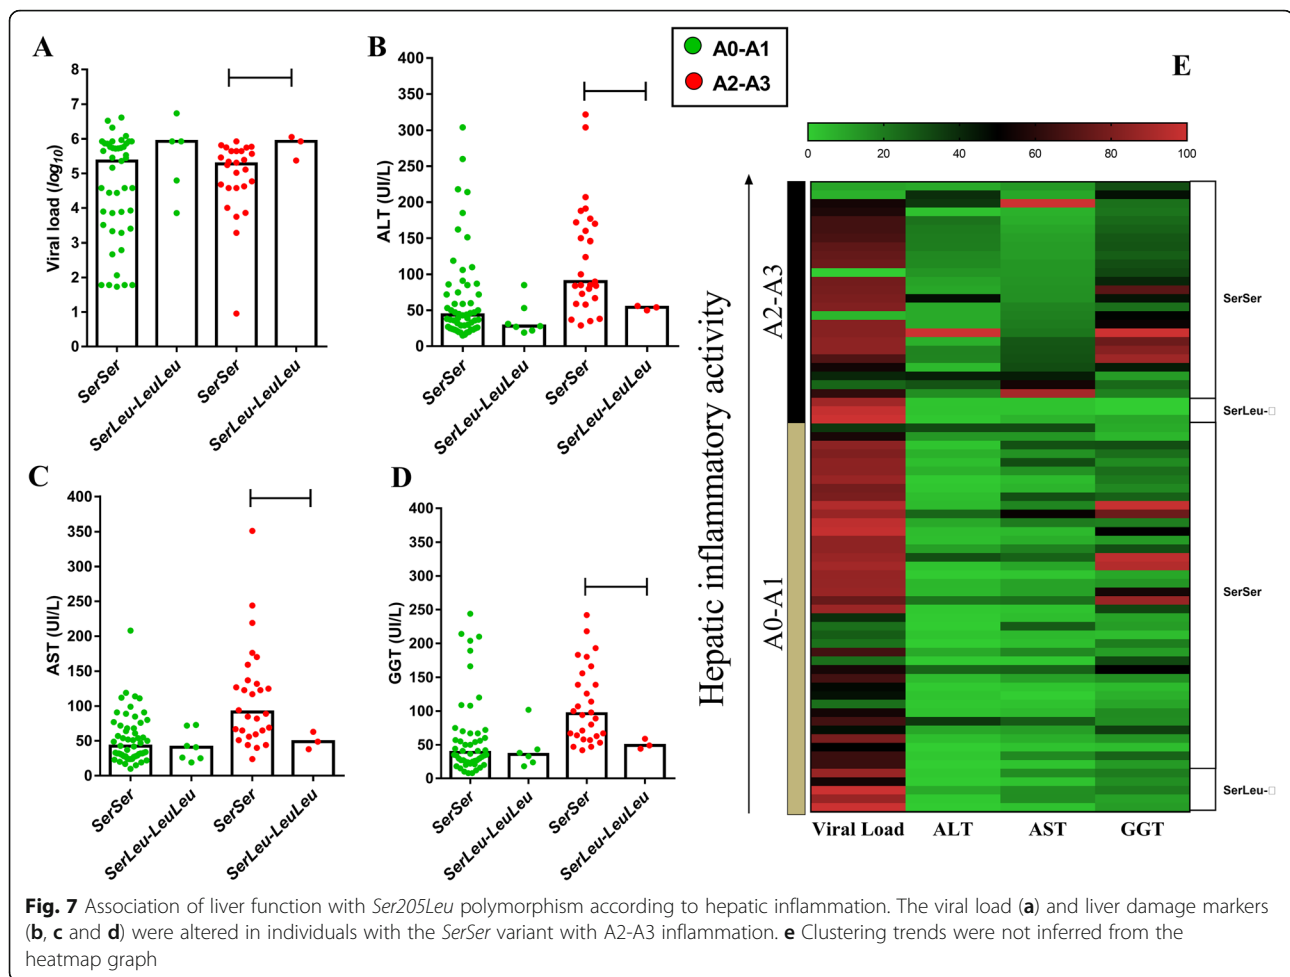 A
Viral load (log10)
8
7
6
5
4
3
2
1
0
SerSer
SerLeu-LeuLeu
SerSer
SerLeu-LeuLeu
B
ALT (UI/L)
400
350
300
250
200
150
100
50
0
SerSer
SerLeu-LeuLeu
SerSer
SerLeu-LeuLeu
A0-A1
A2-A3
C
AST (UI/L)
400
350
300
250
200
150
100
50
0
SerSer
SerLeu-LeuLeu
SerSer
SerLeu-LeuLeu
D
GGT (UI/L)
400
350
300
250
200
150
100
50
0
SerSer
SerLeu-LeuLeu
SerSer
SerLeu-LeuLeu
E
0 20 40 60 80 100
Hepatic inflammatory activity
A2-A3
A0-A1
SerSer
SerLeu-□
SerSer
SerLeu-□
Viral Load ALT AST GGT
Fig. 7 Association of liver function with Ser205Leu polymorphism according to hepatic inflammation. The viral load (a) and liver damage markers
(b, c and d) were altered in individuals with the SerSer variant with A2-A3 inflammation. e Clustering trends were not inferred from the
heatmap graph